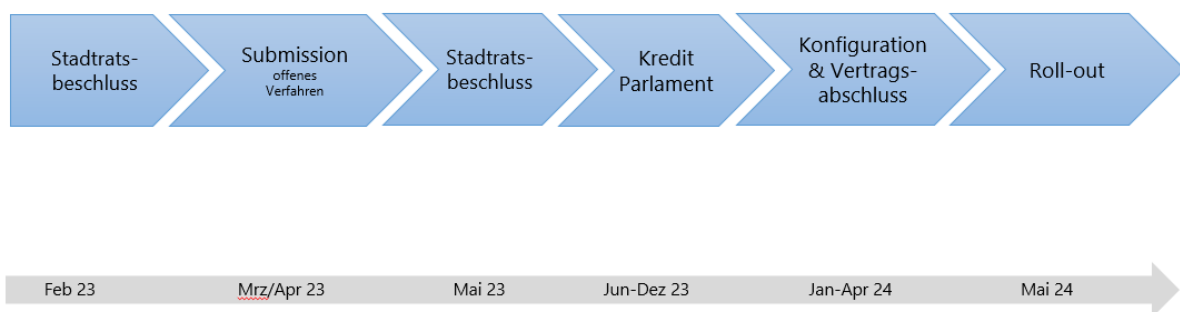 Stadtrats-
beschluss
Submission
offenes
Verfahren
Stadtrats-
beschluss
Kredit
Parlament
Konfiguration
& Vertrags-
abschluss
Roll-out
Feb 23
Mrz/Apr 23
Mai 23
Jun-Dez 23
Jan-Apr 24
Mai 24